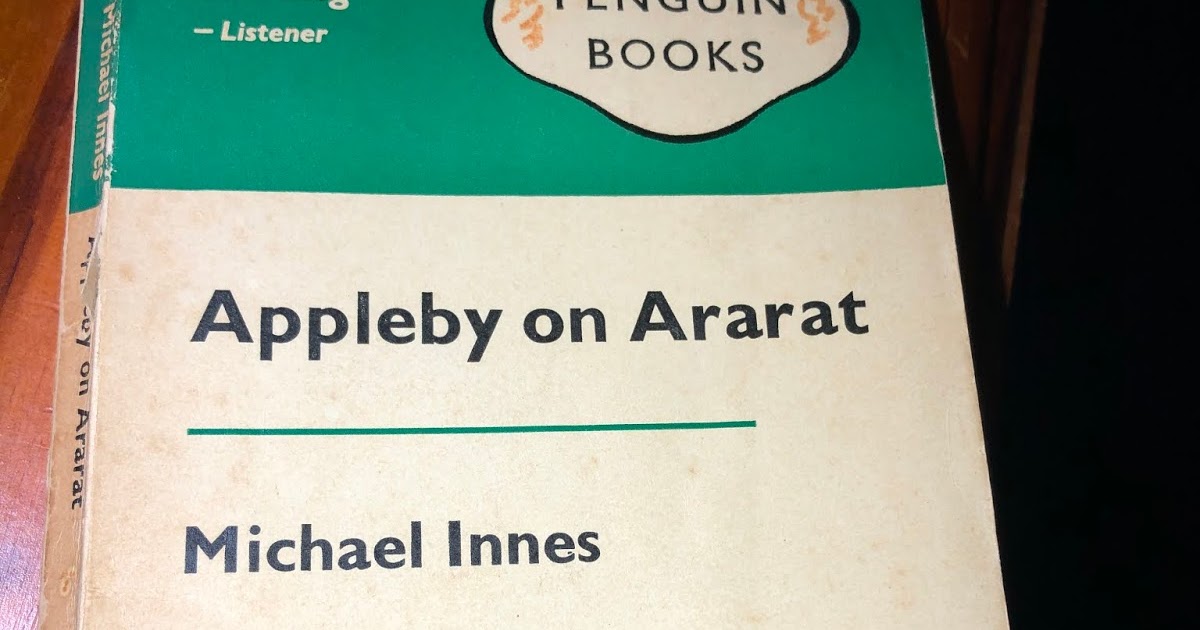 – Listener
PENGUIN
BOOKS
Appleby on Ararat
Michael Innes
Michael Innes
Appleby on Ararat